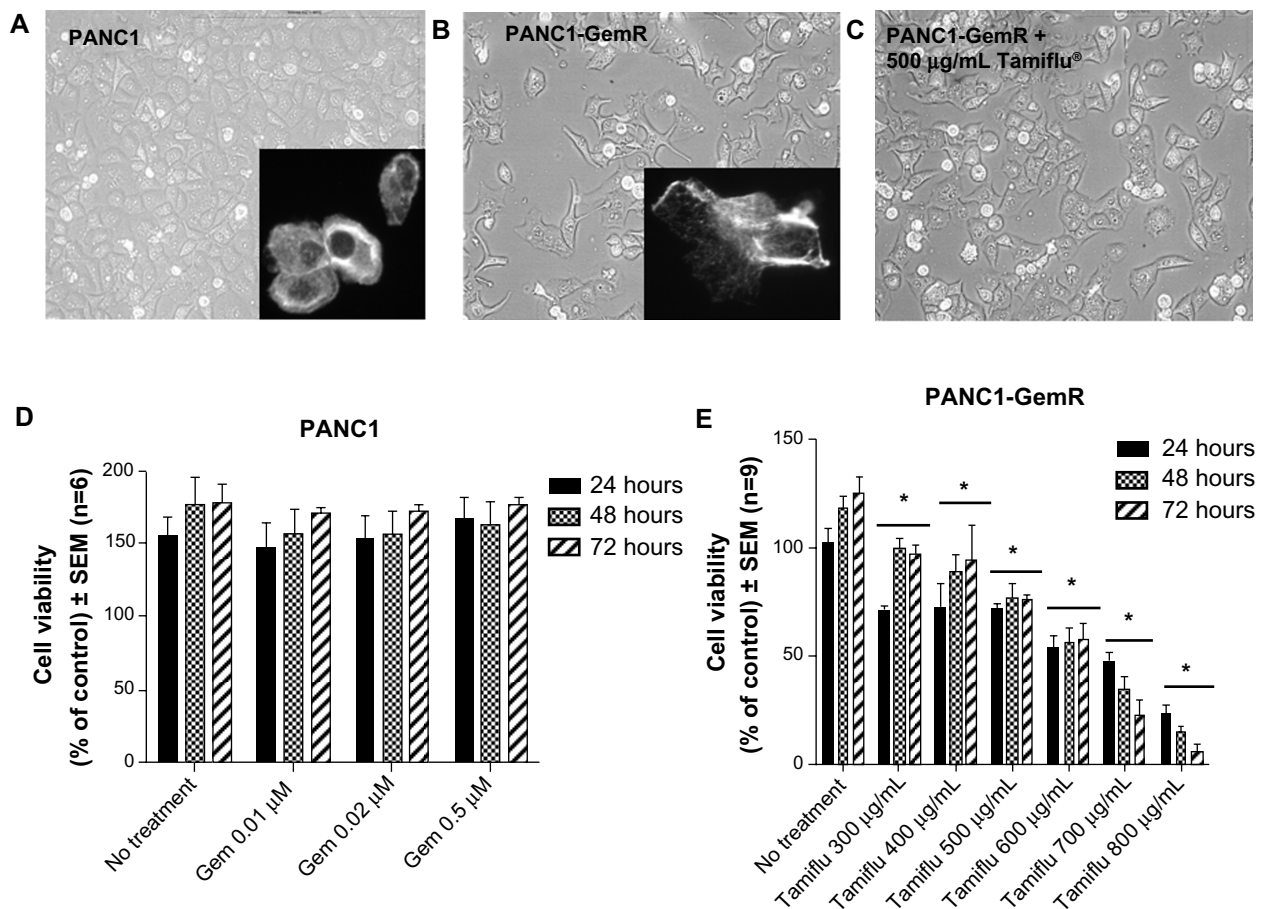 A
PANC1
B
PANC1-GemR
C
PANC1-GemR +
500 μg/mL Tamiflu®
D
PANC1
Cell viability
(% of control) ± SEM (n=6)
200
150
100
50
0
24 hours
48 hours
72 hours
No treatment
Gem 0.01 μM
Gem 0.02 μM
Gem 0.5 μM
E
PANC1-GemR
Cell viability
(% of control) ± SEM (n=9)
150
100
50
0
24 hours
48 hours
72 hours
*
*
*
*
*
*
No treatment
Tamiflu 300 μg/mL
Tamiflu 400 μg/mL
Tamiflu 500 μg/mL
Tamiflu 600 μg/mL
Tamiflu 700 μg/mL
Tamiflu 800 μg/mL